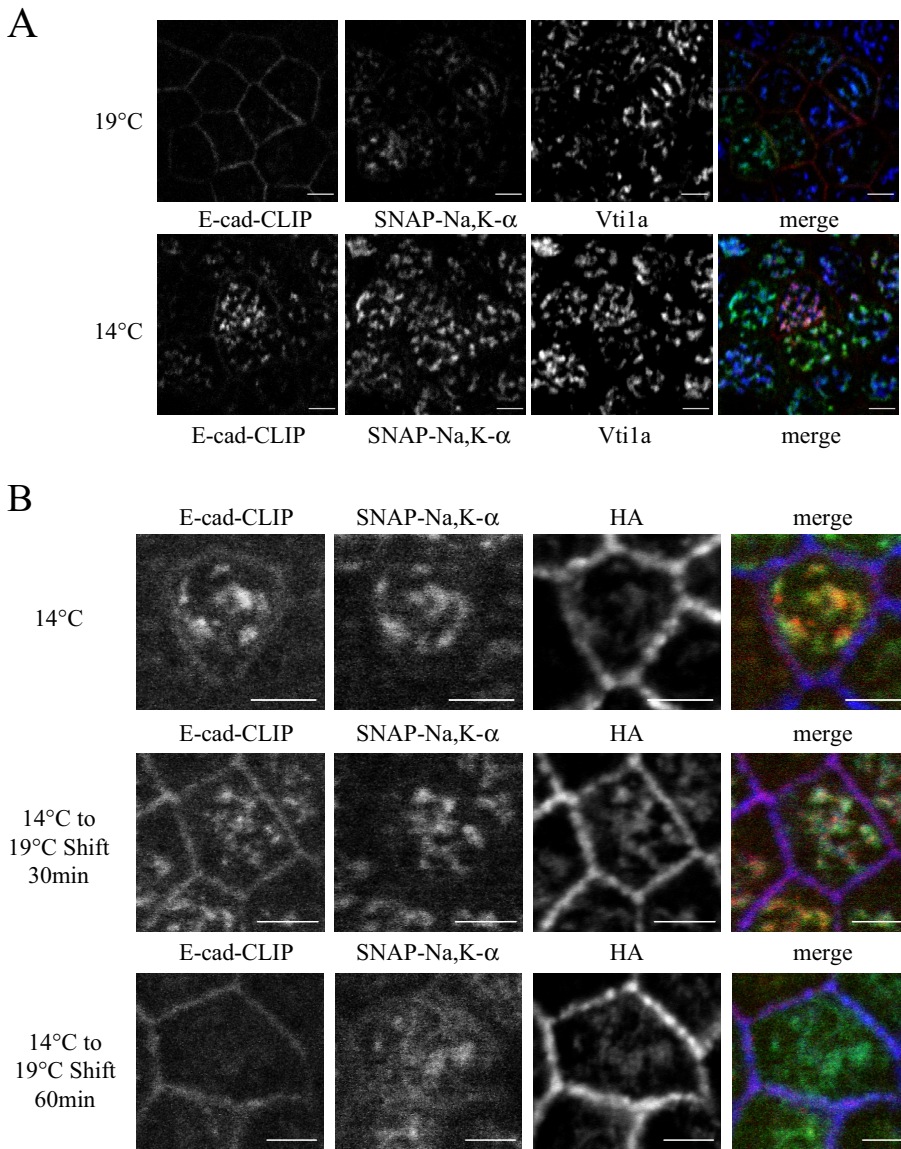 A
19°C
E-cad-CLIP SNAP-Na,K-α Vti1a merge
14°C
E-cad-CLIP SNAP-Na,K-α Vti1a merge
B
E-cad-CLIP SNAP-Na,K-α HA merge
14°C
E-cad-CLIP SNAP-Na,K-α HA merge
14°C to
19°C Shift
30min
E-cad-CLIP SNAP-Na,K-α HA merge
14°C to
19°C Shift
60min